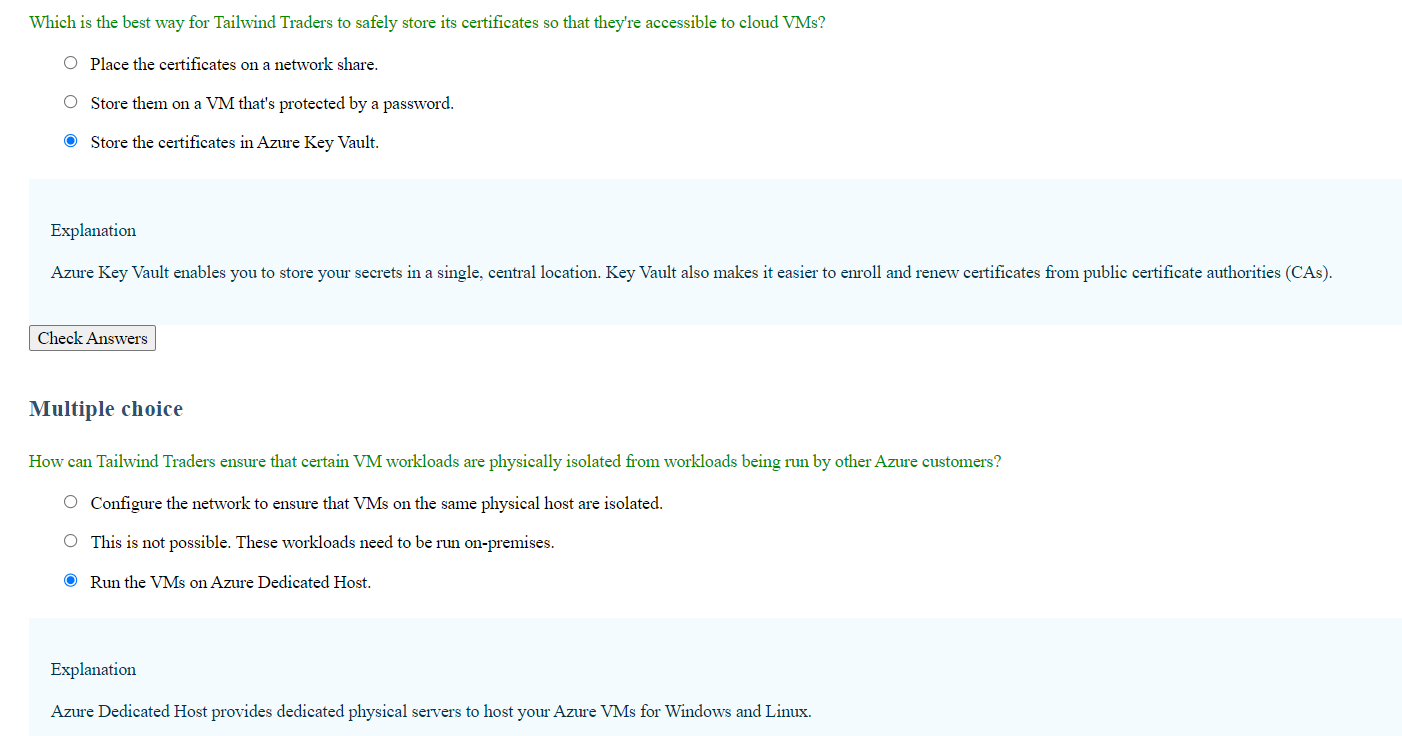 Which is the best way for Tailwind Traders to safely store its certificates so that they're accessible to cloud VMs?
Place the certificates on a network share.
Store them on a VM that's protected by a password.
Store the certificates in Azure Key Vault.
Explanation
Azure Key Vault enables you to store your secrets in a single, central location. Key Vault also makes it easier to enroll and renew certificates from public certificate authorities (CAs).
Check Answers
Multiple choice
How can Tailwind Traders ensure that certain VM workloads are physically isolated from workloads being run by other Azure customers?
Configure the network to ensure that VMs on the same physical host are isolated.
This is not possible. These workloads need to be run on-premises.
Run the VMs on Azure Dedicated Host.
Explanation
Azure Dedicated Host provides dedicated physical servers to host your Azure VMs for Windows and Linux.